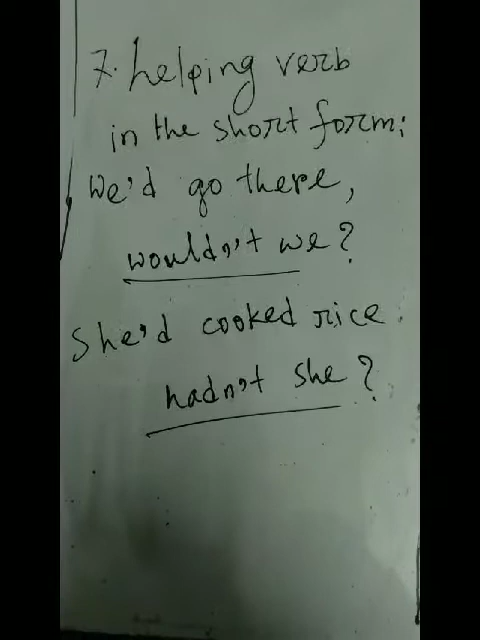 7. helping verb
in the short form:
We'd go there,
wouldn't we?
She'd cooked rice.
hadn't she?